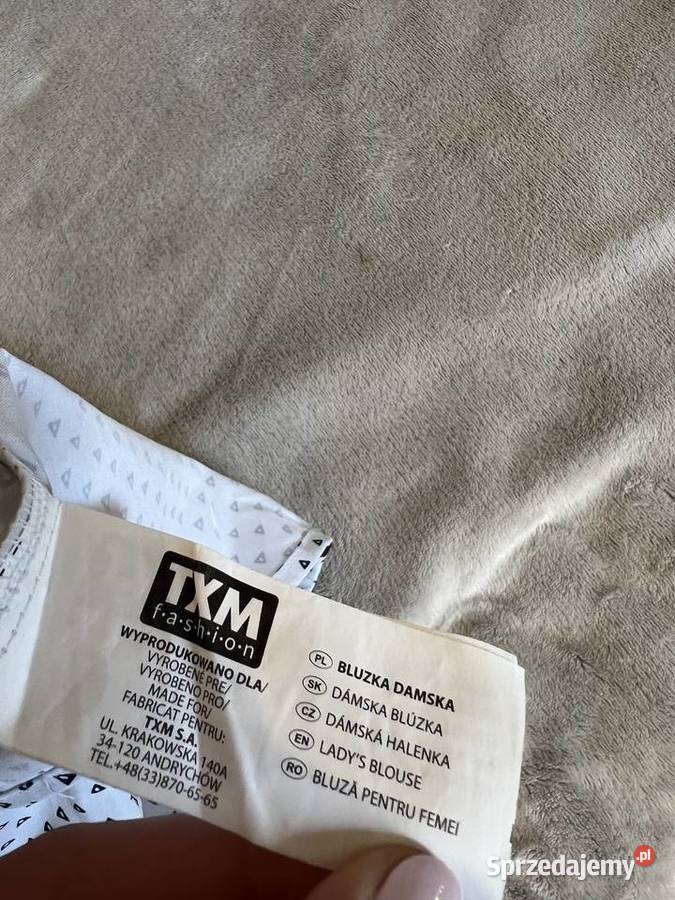 TXM
f·a·s·h·i·o·n
WYPRODUKOWANO DLA/
VYROBENÉ PRE/
VYROBENO PRO/
MADE FOR/
FABRICAT PENTRU:
TXM S.A.
UL. KRAKOWSKA 140A
34-120 ANDRYCHÓW
TEL.+48(33)870-65-65
PL BLUZKA DAMSKA
SK DÁMSKA BLÚZKA
CZ DÁMSKÁ HALENKA
EN LADY'S BLOUSE
RO BLUZĂ PENTRU FEMEI
Sprzedajemy.pl